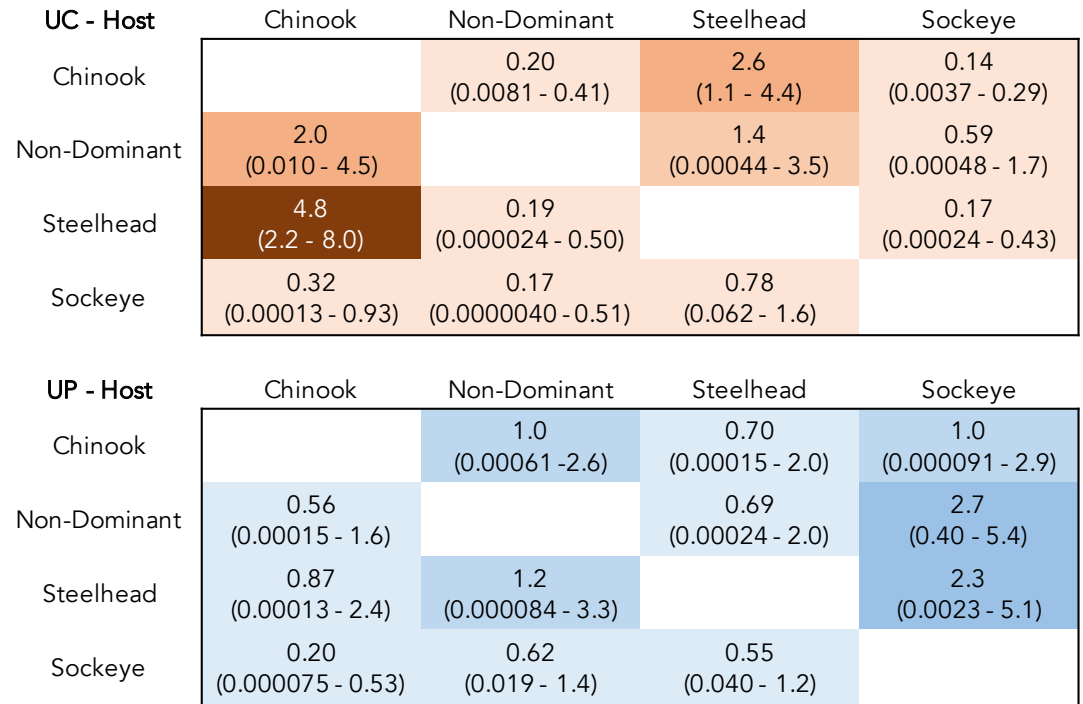 UC - Host Chinook Non-Dominant Steelhead Sockeye
Chinook 0.20 2.6 0.14
(0.0081 - 0.41) (1.1 - 4.4) (0.0037 - 0.29)
Non-Dominant 2.0 1.4 0.59
(0.010 - 4.5) (0.00044 - 3.5) (0.00048 - 1.7)
Steelhead 4.8 0.19 0.17
(2.2 - 8.0) (0.000024 - 0.50) (0.00024 - 0.43)
Sockeye 0.32 0.17 0.78
(0.00013 - 0.93) (0.0000040 - 0.51) (0.062 - 1.6)
UP - Host Chinook Non-Dominant Steelhead Sockeye
Chinook 1.0 0.70 1.0
(0.00061 -2.6) (0.00015 - 2.0) (0.000091 - 2.9)
Non-Dominant 0.56 0.69 2.7
(0.00015 - 1.6) (0.00024 - 2.0) (0.40 - 5.4)
Steelhead 0.87 1.2 2.3
(0.00013 - 2.4) (0.000084 - 3.3) (0.0023 - 5.1)
Sockeye 0.20 0.62 0.55
(0.000075 - 0.53) (0.019 - 1.4) (0.040 - 1.2)